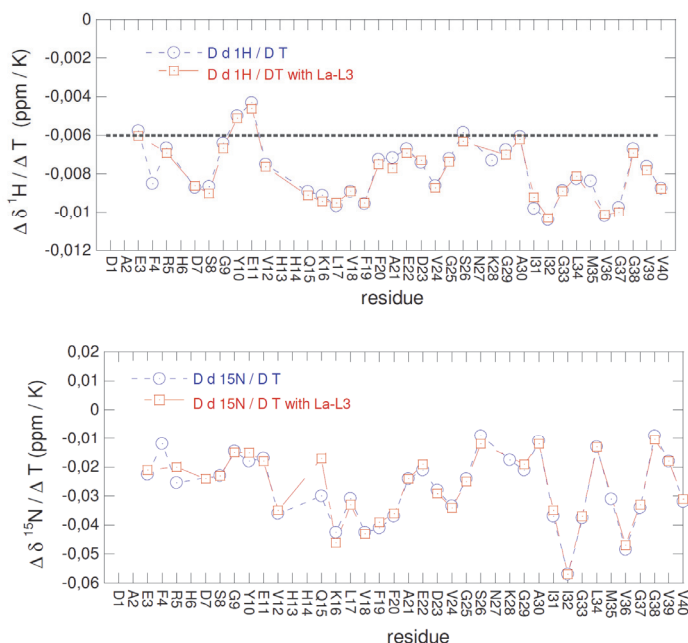 0
-0,002
-0,004
-0,006
-0,008
-0,01
-0,012
Δ δ ¹H / Δ T (ppm / K)
D d 1H / D T
D d 1H / DT with La-L3
D1 A2 E3 F4 R5 H6 D7 S8 G9 Y10 E11 V12 H13 H14 Q15 K16 L17 V18 F19 F20 A21 E22 D23 V24 G25 S26 N27 K28 G29 A30 I31 I32 G33 L34 M35 V36 G37 G38 V39 V40
residue
0,02
0,01
0
-0,01
-0,02
-0,03
-0,04
-0,05
-0,06
Δ δ ¹⁵N / Δ T (ppm / K)
D d 15N / D T
D d 15N / D T with La-L3
D1 A2 E3 F4 R5 H6 D7 S8 G9 Y10 E11 V12 H13 H14 Q15 K16 L17 V18 F19 F20 A21 E22 D23 V24 G25 S26 N27 K28 G29 A30 I31 I32 G33 L34 M35 V36 G37 G38 V39 V40
residue